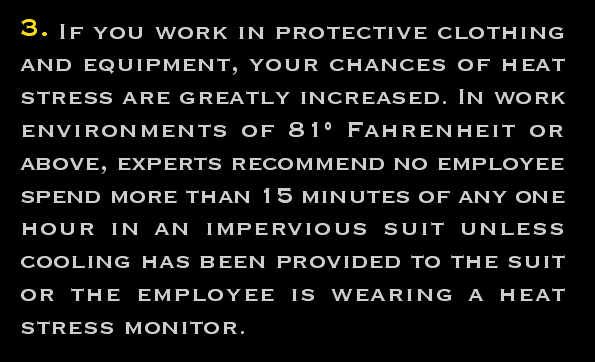 3. If you work in protective clothing
and equipment, your chances of heat
stress are greatly increased. In work
environments of 81º Fahrenheit or
above, experts recommend no employee
spend more than 15 minutes of any one
hour in an impervious suit unless
cooling has been provided to the suit
or the employee is wearing a heat
stress monitor.